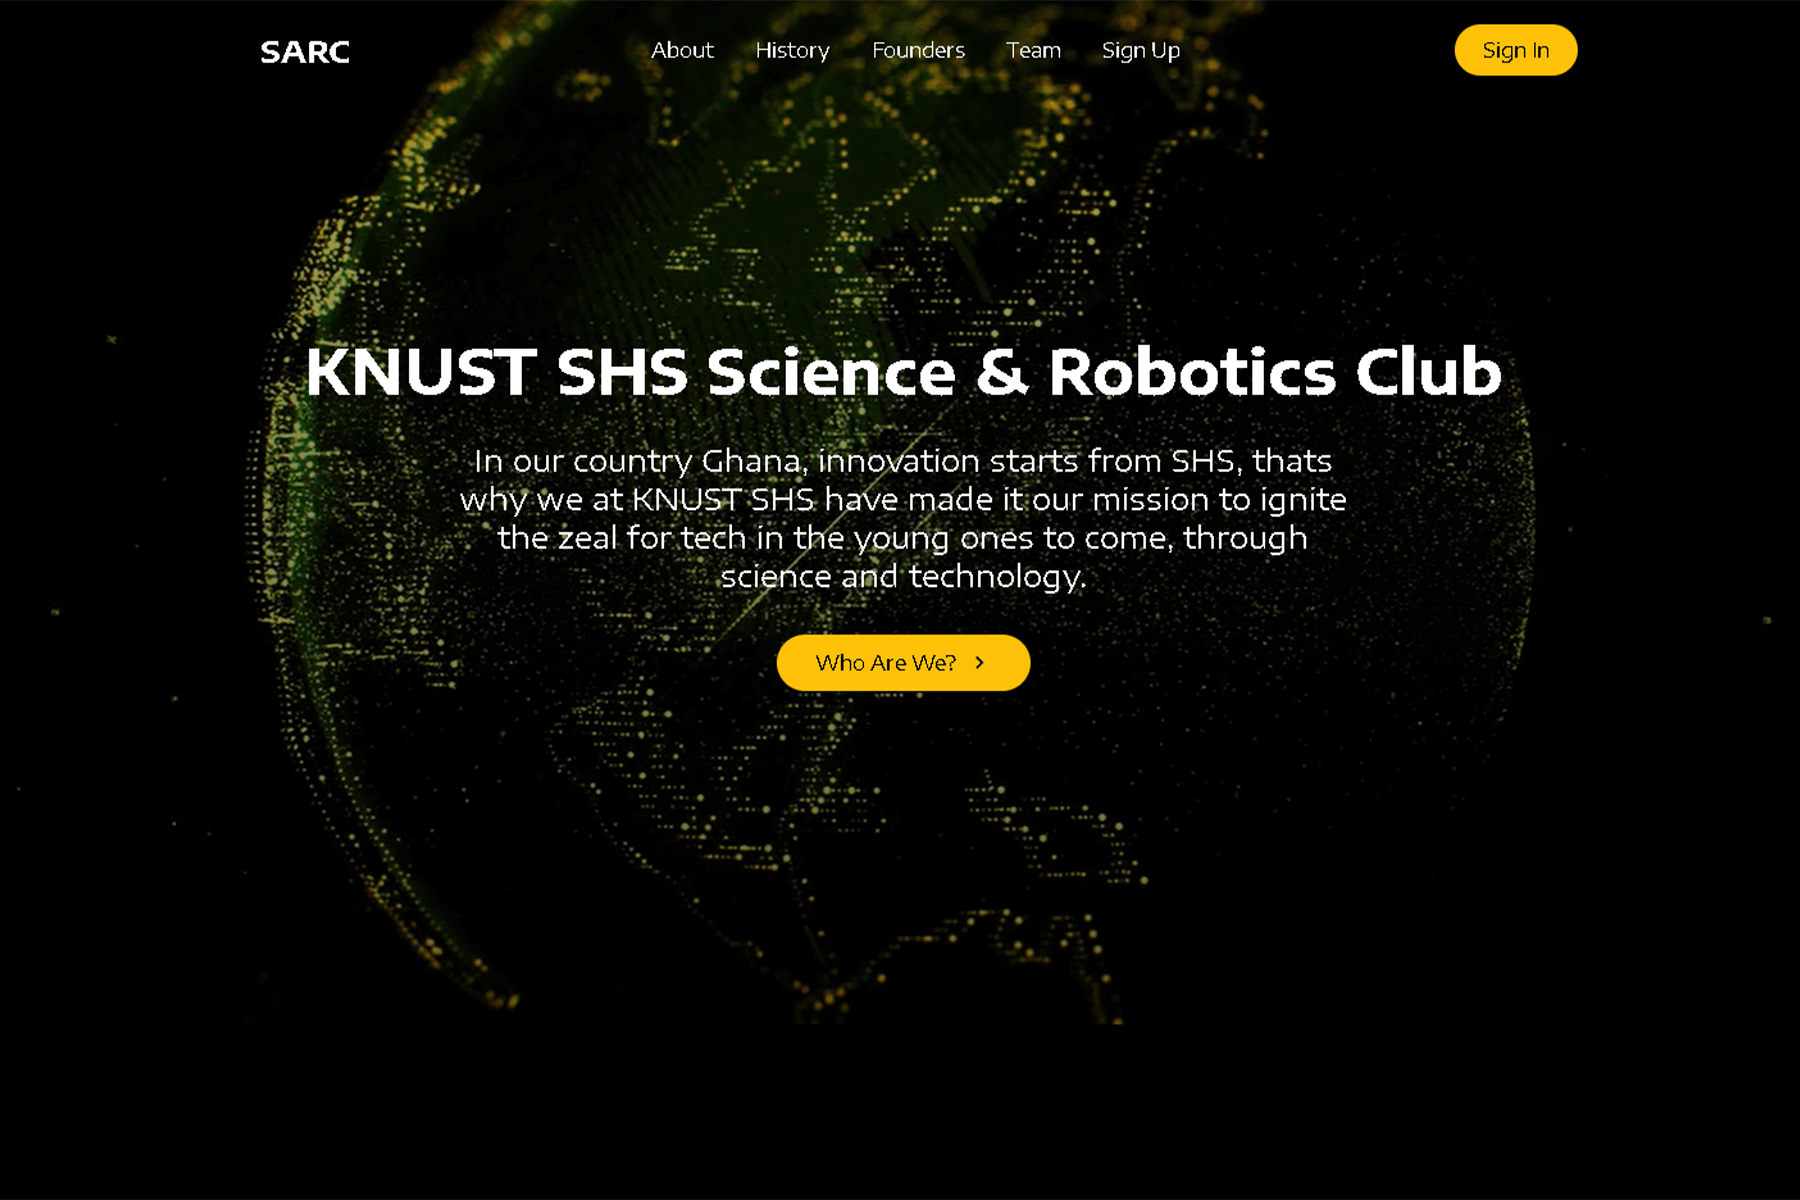 SARC
About
History
Founders
Team
Sign Up
Sign In
KNUST SHS Science & Robotics Club
In our country Ghana, innovation starts from SHS, thats
why we at KNUST SHS have made it our mission to ignite
the zeal for tech in the young ones to come, through
science and technology.
Who Are We?